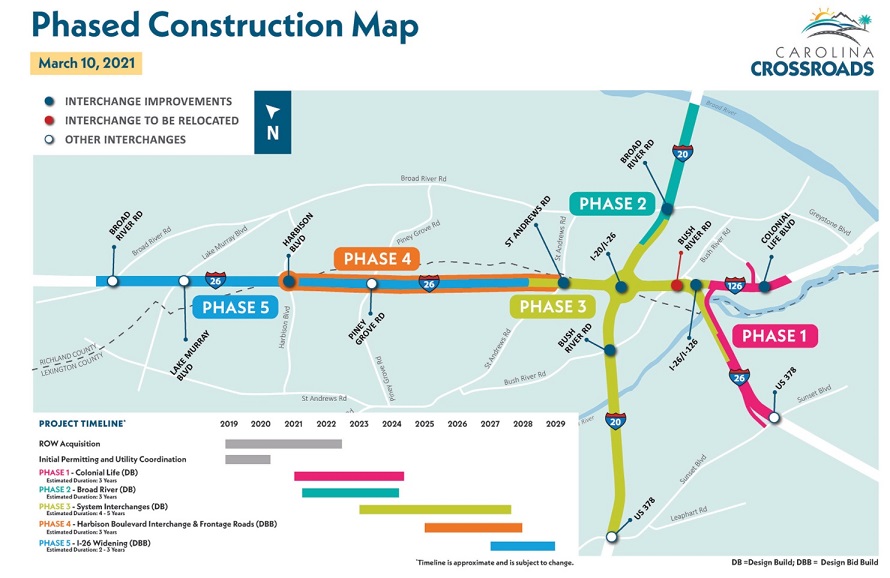 Phased Construction Map
March 10, 2021
CAROLINA
CROSSROADS
INTERCHANGE IMPROVEMENTS
INTERCHANGE TO BE RELOCATED
OTHER INTERCHANGES
N
Broad River
BROAD
RIVER RD
20
PHASE 2
Broad River Rd
ST ANDREWS RD
St Andrews Rd
I-20/I-26
BUSH
RIVER RD
Bush River Rd
COLONIAL
LIFE BLVD
Greystone Blvd
BROAD
RIVER RD
Broad River Rd
Lake Murray Blvd
HARBISON
BLVD
Piney Grove Rd
PHASE 4
26
26
126
PHASE 5
PHASE 3
PHASE 1
RICHLAND COUNTY
LEXINGTON COUNTY
LAKE MURRAY
BLVD
Harbison Blvd
PINEY
GROVE RD
Piney Grove Rd
St Andrews Rd
BUSH
RIVER RD
Bush River Rd
I-26/I-126
26
US 378
Sunset Blvd
St Andrews Rd
Rd
River
20
Sunset Blvd
US 378
Leaphart Rd
PROJECT TIMELINE*
2019 2020 2021 2022 2023 2024 2025 2026 2027 2028 2029
ROW Acquisition
Initial Permitting and Utility Coordination
PHASE 1 - Colonial Life (DB)
Estimated Duration: 3 Years
PHASE 2 - Broad River (DB)
Estimated Duration: 3 Years
PHASE 3 - System Interchanges (DB)
Estimated Duration: 4 - 5 Years
PHASE 4 - Harbison Boulevard Interchange & Frontage Roads (DBB)
Estimated Duration: 3 Years
PHASE 5 - I-26 Widening (DBB)
Estimated Duration: 2 - 3 Years
*Timeline is approximate and is subject to change.
DB =Design Build; DBB = Design Bid Build